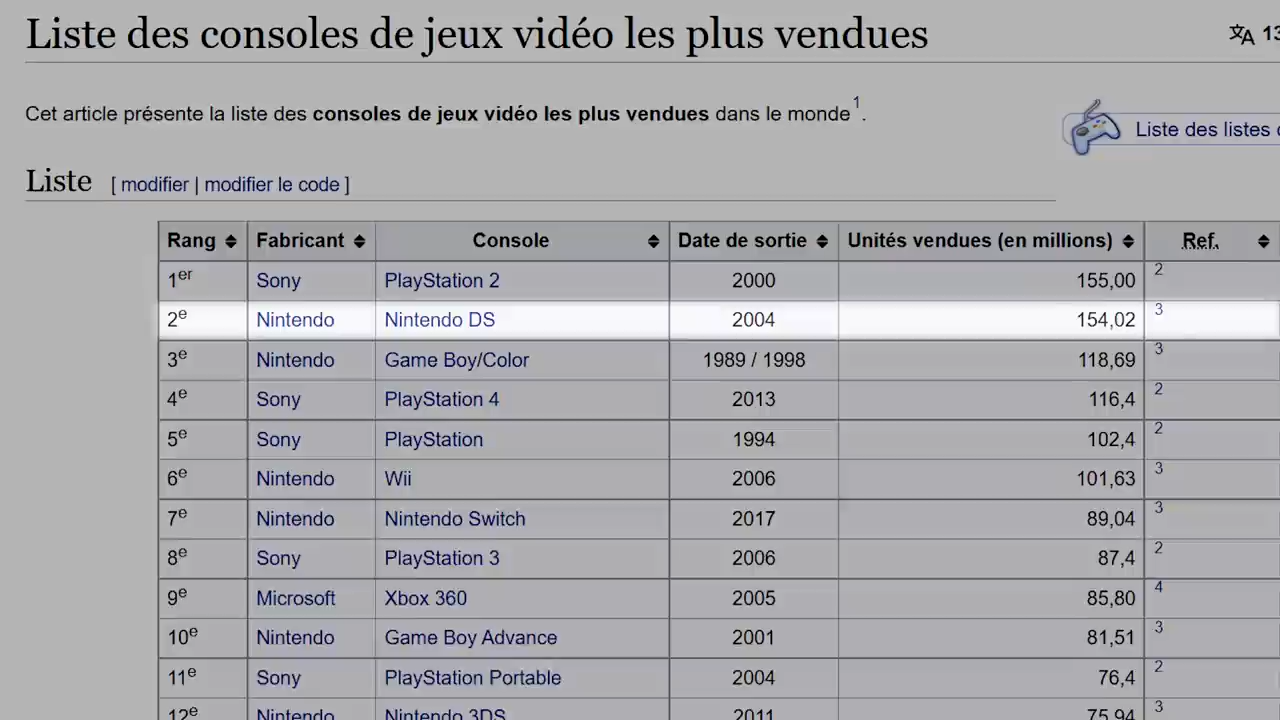 Liste des consoles de jeux vidéo les plus vendues
Cet article présente la liste des consoles de jeux vidéo les plus vendues dans le monde1.
Liste des listes
Liste [ modifier | modifier le code ]
Rang Fabricant Console Date de sortie Unités vendues (en millions) Ref.
1er Sony PlayStation 2 2000 155,00 2
2e Nintendo Nintendo DS 2004 154,02 3
3e Nintendo Game Boy/Color 1989 / 1998 118,69 3
4e Sony PlayStation 4 2013 116,4 2
5e Sony PlayStation 1994 102,4 2
6e Nintendo Wii 2006 101,63 3
7e Nintendo Nintendo Switch 2017 89,04 3
8e Sony PlayStation 3 2006 87,4 2
9e Microsoft Xbox 360 2005 85,80 4
10e Nintendo Game Boy Advance 2001 81,51 3
11e Sony PlayStation Portable 2004 76,4 2
12e Nintendo Nintendo 3DS 2011 75,94 3